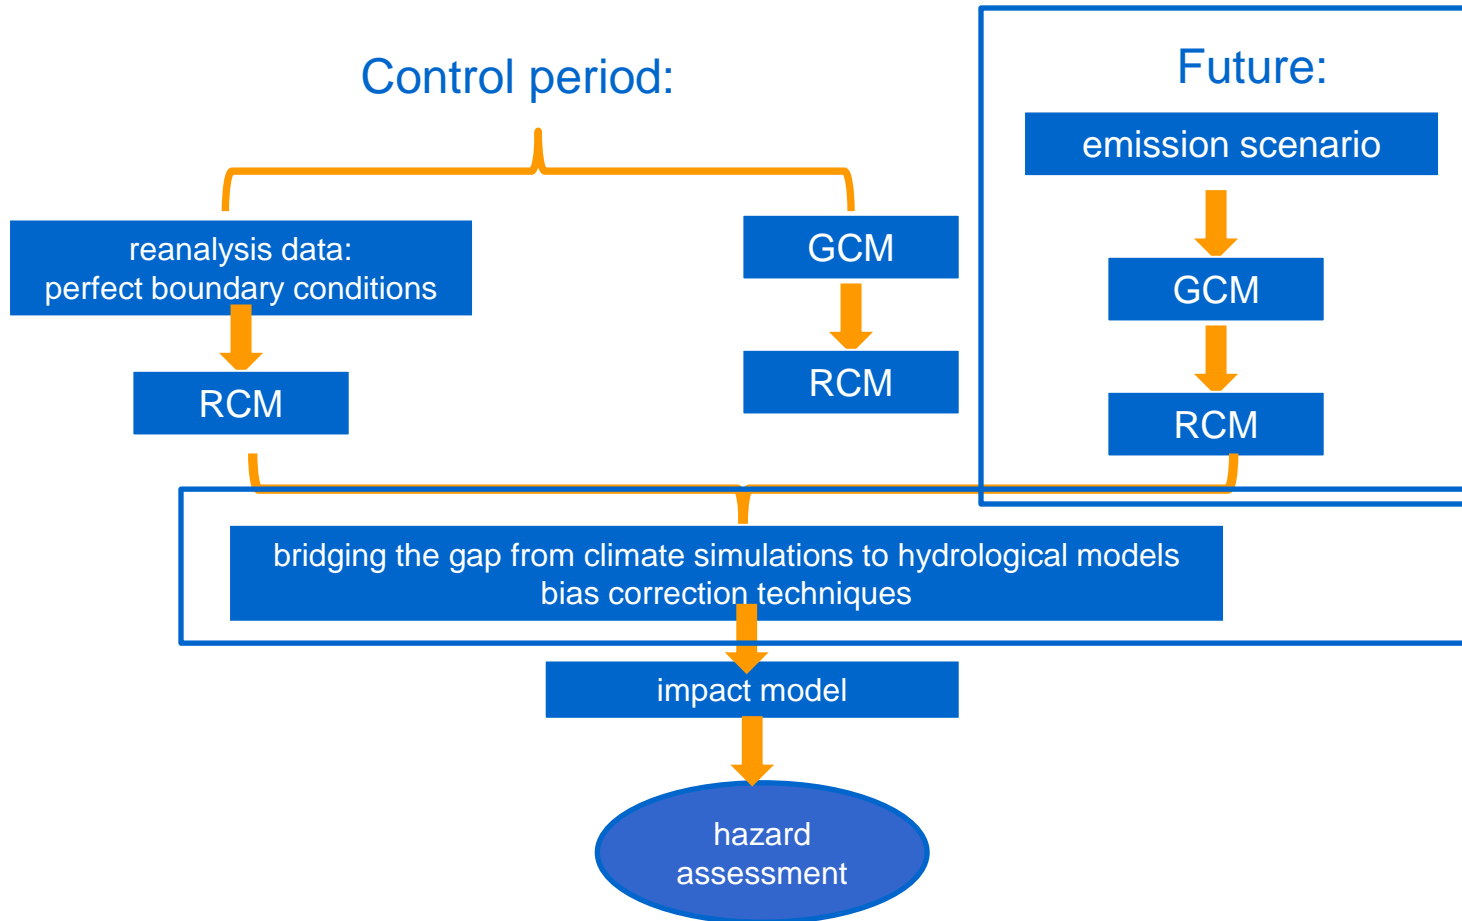 Control period:
reanalysis data:
perfect boundary conditions
RCM
GCM
RCM
Future:
emission scenario
GCM
RCM
bridging the gap from climate simulations to hydrological models
bias correction techniques
impact model
hazard
assessment